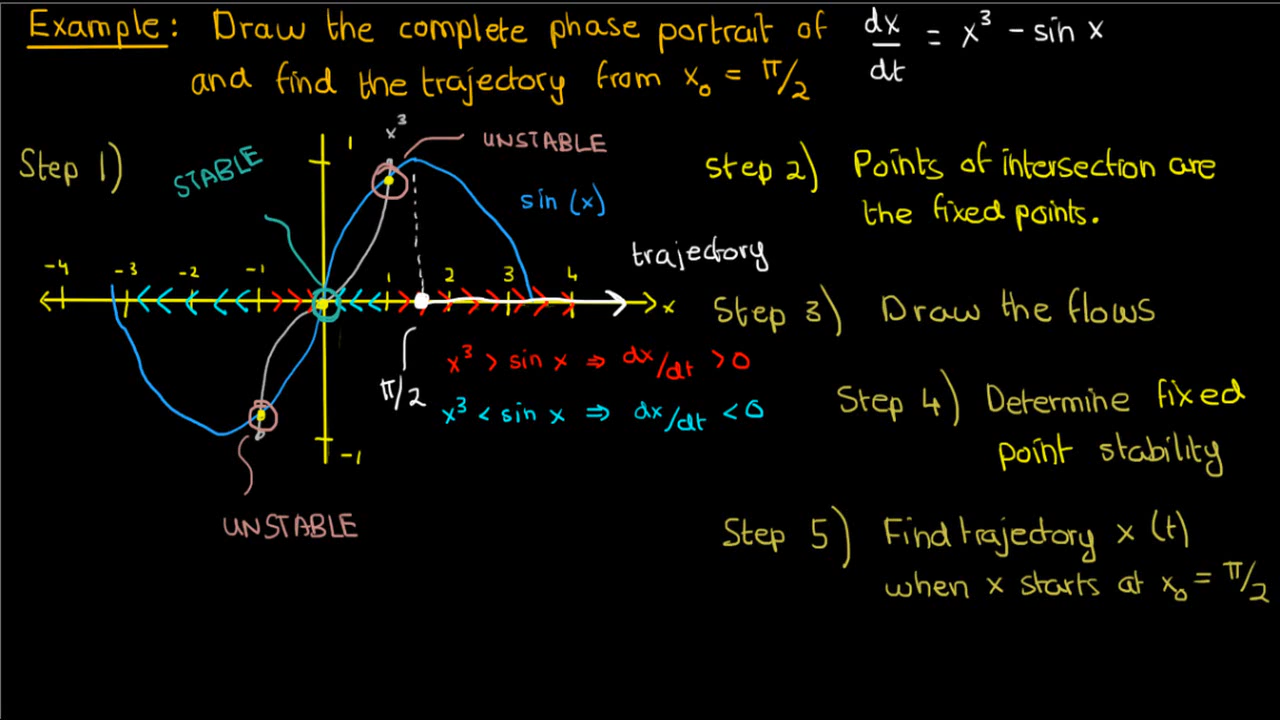 Example: Draw the complete phase portrait of dx/dt = x³ - sin x
and find the trajectory from x₀ = π/2
Step 1)
STABLE
x³
1
UNSTABLE
sin (x)
-4 -3 -2 -1 1 2 3 4
trajectory
x
π/2
x³ > sin x ⇒ dx/dt > 0
x³ < sin x ⇒ dx/dt < 0
-1
UNSTABLE
Step 2) Points of intersection are
the fixed points.
Step 3) Draw the flows
Step 4) Determine fixed
point stability
Step 5) Find trajectory x (t)
when x starts at x₀ = π/2